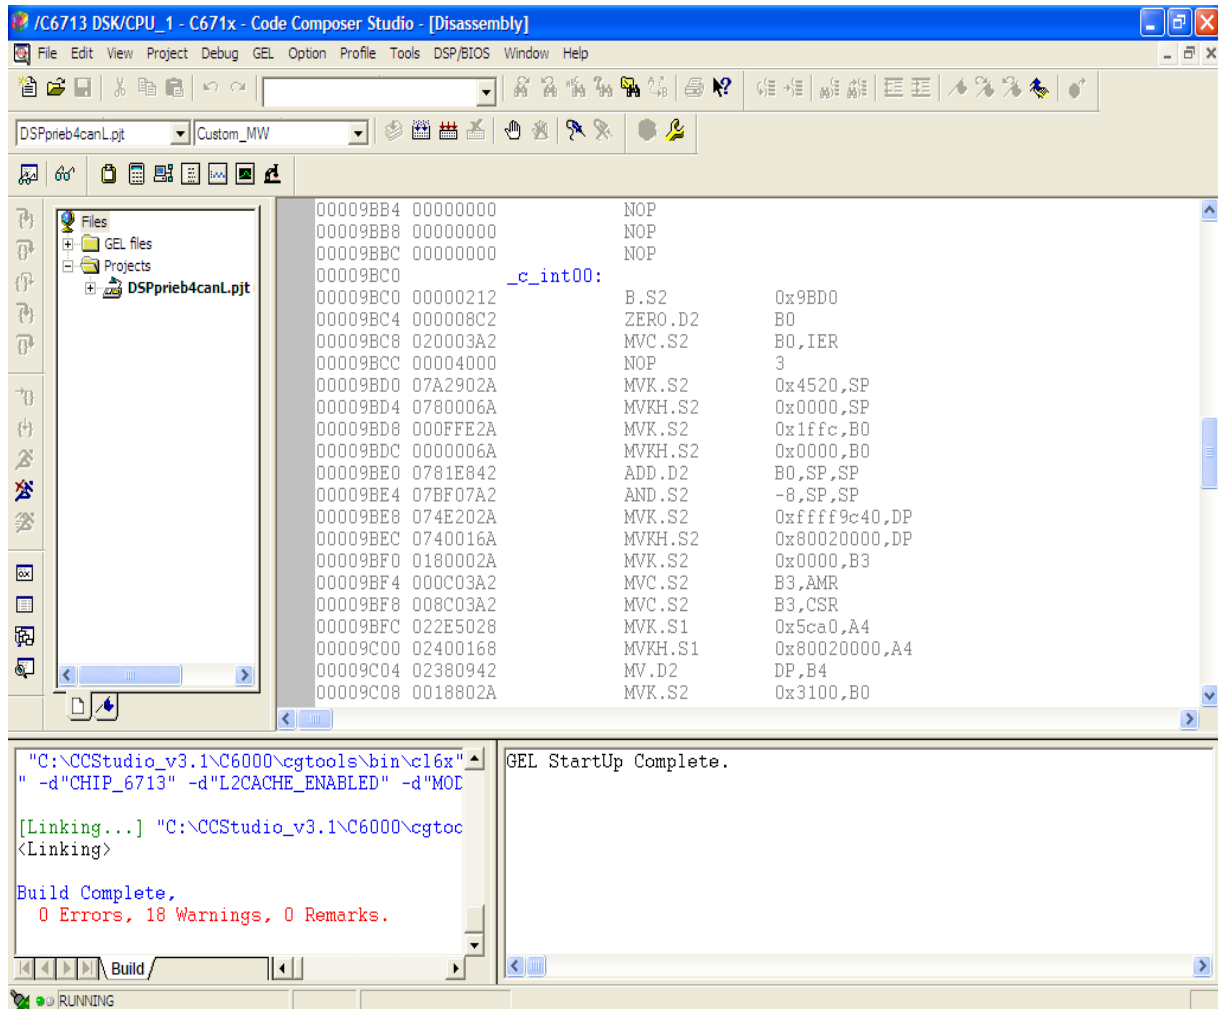 /C6713 DSK/CPU_1 - C671x - Code Composer Studio - [Disassembly]
File Edit View Project Debug GEL Option Profile Tools DSP/BIOS Window Help
DSPprieb4canL.pjt Custom_MW
Files
GEL files
Projects
DSPprieb4canL.pjt
00009BB4 00000000 NOP
00009BB8 00000000 NOP
00009BBC 00000000 NOP
00009BC0 _c_int00:
00009BC0 00000212 B.S2 0x9BD0
00009BC4 000008C2 ZERO.D2 B0
00009BC8 020003A2 MVC.S2 B0,IER
00009BCC 00004000 NOP 3
00009BD0 07A2902A MVK.S2 0x4520,SP
00009BD4 0780006A MVKH.S2 0x0000,SP
00009BD8 000FFE2A MVK.S2 0x1ffc,B0
00009BDC 0000006A MVKH.S2 0x0000,B0
00009BE0 0781E842 ADD.D2 B0,SP,SP
00009BE4 07BF07A2 AND.S2 -8,SP,SP
00009BE8 074E202A MVK.S2 0xffff9c40,DP
00009BEC 0740016A MVKH.S2 0x80020000,DP
00009BF0 0180002A MVK.S2 0x0000,B3
00009BF4 000C03A2 MVC.S2 B3,AMR
00009BF8 008C03A2 MVC.S2 B3,CSR
00009BFC 022E5028 MVK.S1 0x5ca0,A4
00009C00 02400168 MVKH.S1 0x80020000,A4
00009C04 02380942 MV.D2 DP,B4
00009C08 0018802A MVK.S2 0x3100,B0
"C:\CCStudio_v3.1\C6000\cgtools\bin\cl6x"
" -d"CHIP_6713" -d"L2CACHE_ENABLED" -d"MOD
[Linking...] "C:\CCStudio_v3.1\C6000\cgtoo
<Linking>
Build Complete,
0 Errors, 18 Warnings, 0 Remarks.
Build
GEL StartUp Complete.
RUNNING